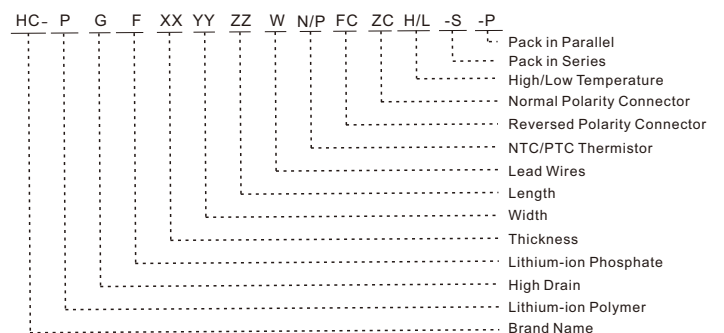 HC- P G F XX YY ZZ W N/P FC ZC H/L -S -P
Pack in Parallel
Pack in Series
High/Low Temperature
Normal Polarity Connector
Reversed Polarity Connector
NTC/PTC Thermistor
Lead Wires
Length
Width
Thickness
Lithium-ion Phosphate
High Drain
Lithium-ion Polymer
Brand Name